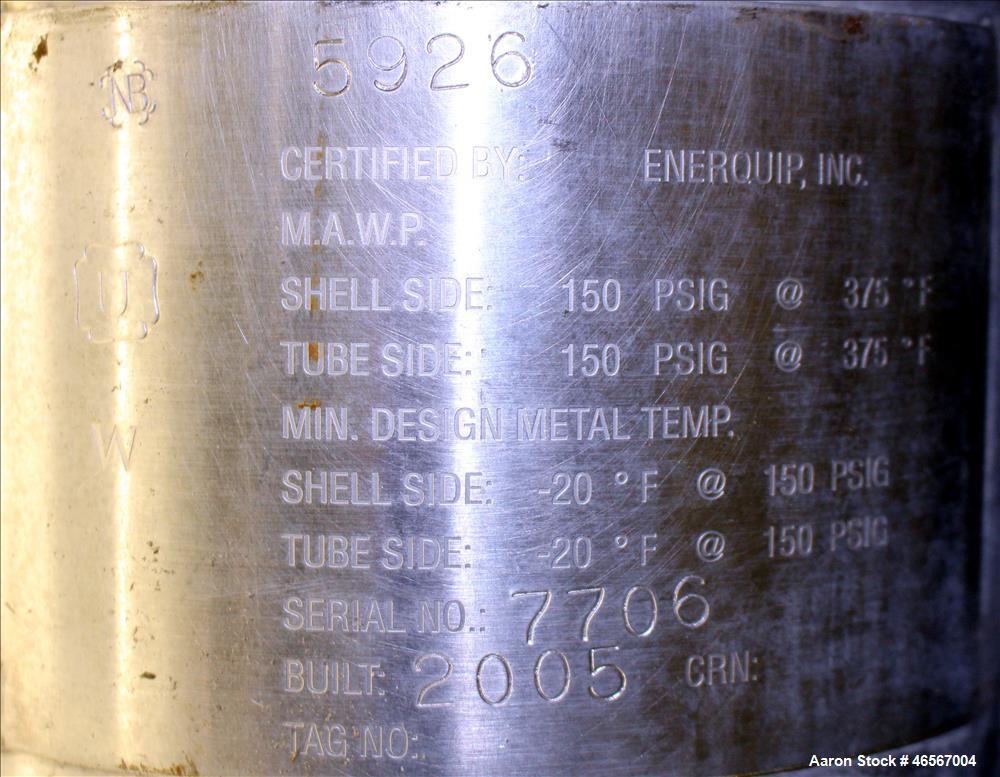 NB 5926
CERTIFIED BY: ENERQUIP, INC.
M.A.W.P.
SHELL SIDE: 150 PSIG @ 375 °F
U
TUBE SIDE: 150 PSIG @ 375 °F
MIN. DESIGN METAL TEMP.
W
SHELL SIDE: -20 °F @ 150 PSIG
TUBE SIDE: -20 °F @ 150 PSIG
SERIAL NO.: 7706
BUILT: 2005 CRN:
TAG NO.:
Aaron Stock # 46567004